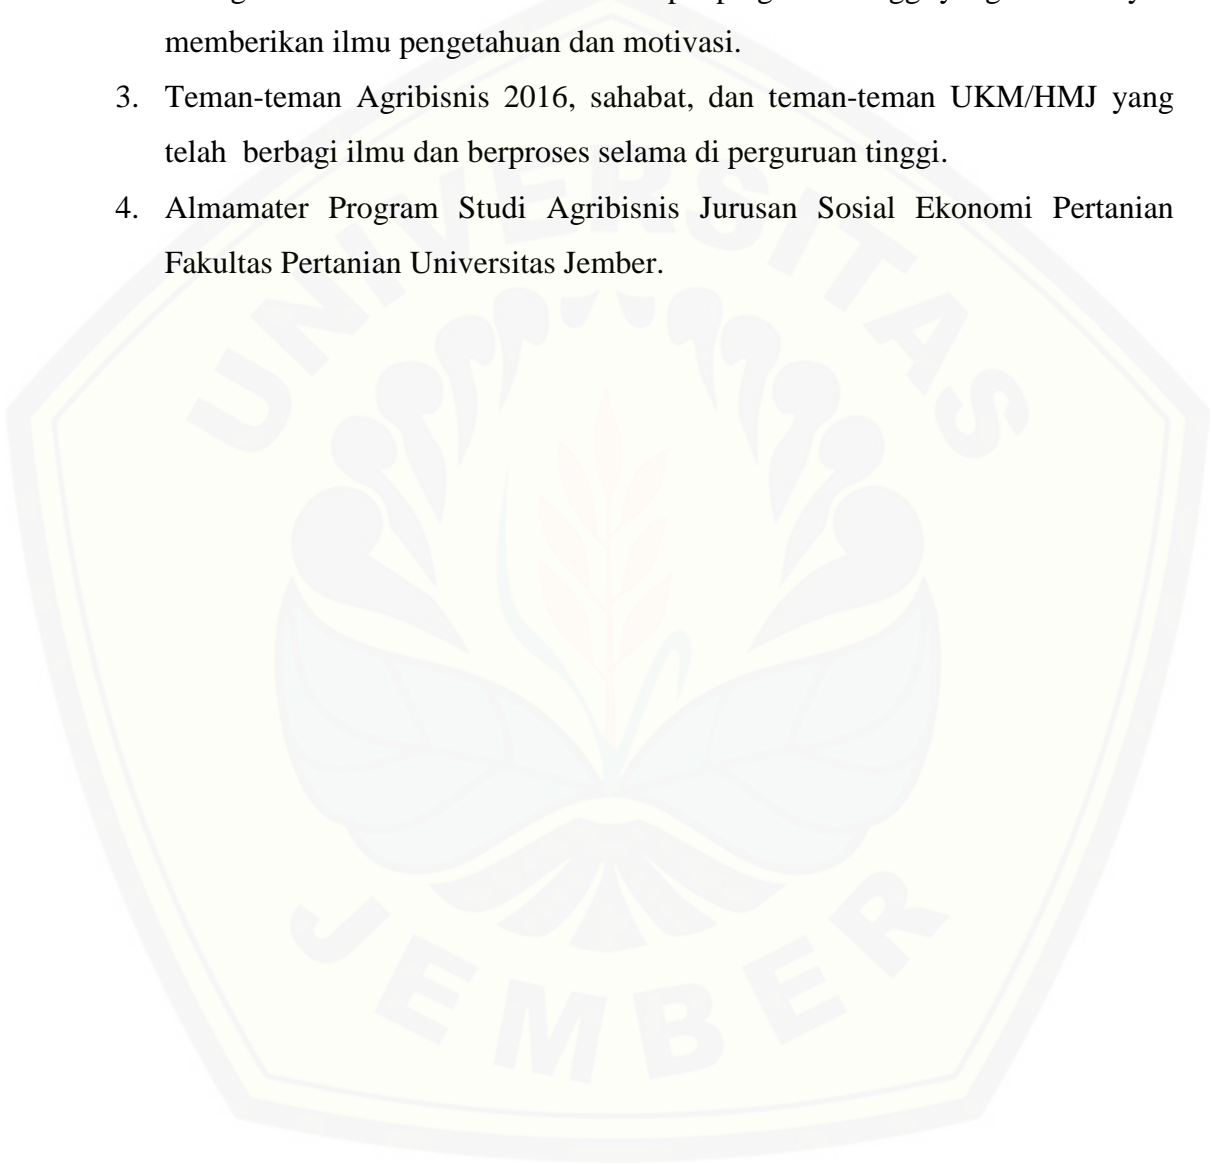 memberikan ilmu pengetahuan dan motivasi.
3. Teman-teman Agribisnis 2016, sahabat, dan teman-teman UKM/HMJ yang
telah berbagi ilmu dan berproses selama di perguruan tinggi.
4. Almamater Program Studi Agribisnis Jurusan Sosial Ekonomi Pertanian
Fakultas Pertanian Universitas Jember.
UNIVERSITAS
JEMBER